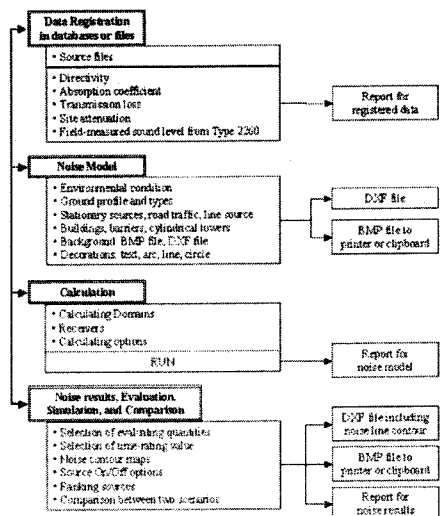 Data Registration
in databases or files
• Source files
• Directivity
• Absorption coefficient
• Transmission loss
• Site attenuation
• Field-measured sound level from Type 2260
Report for
registered data
Noise Model
• Environmental condition
• Ground profile and types
• Stationary sources, road traffic, line source
• Buildings, barriers, cylindrical towers
• Background: BMP file, DXF file
• Decorations: text, arc, line, circle
DXF file
BMP file to
printer or clipboard
Calculation
• Calculating Domains
• Receivers
• Calculating options
RUN
Report for
noise model
Noise results, Evaluation,
Simulation, and Comparison
• Selection of evaluating quantities
• Selection of time-rating value
• Noise contour maps
• Source On/Off options
• Ranking sources
• Comparison between two scenarios
DXF file including
noise line contour
BMP file to
printer or clipboard
Report for
noise results